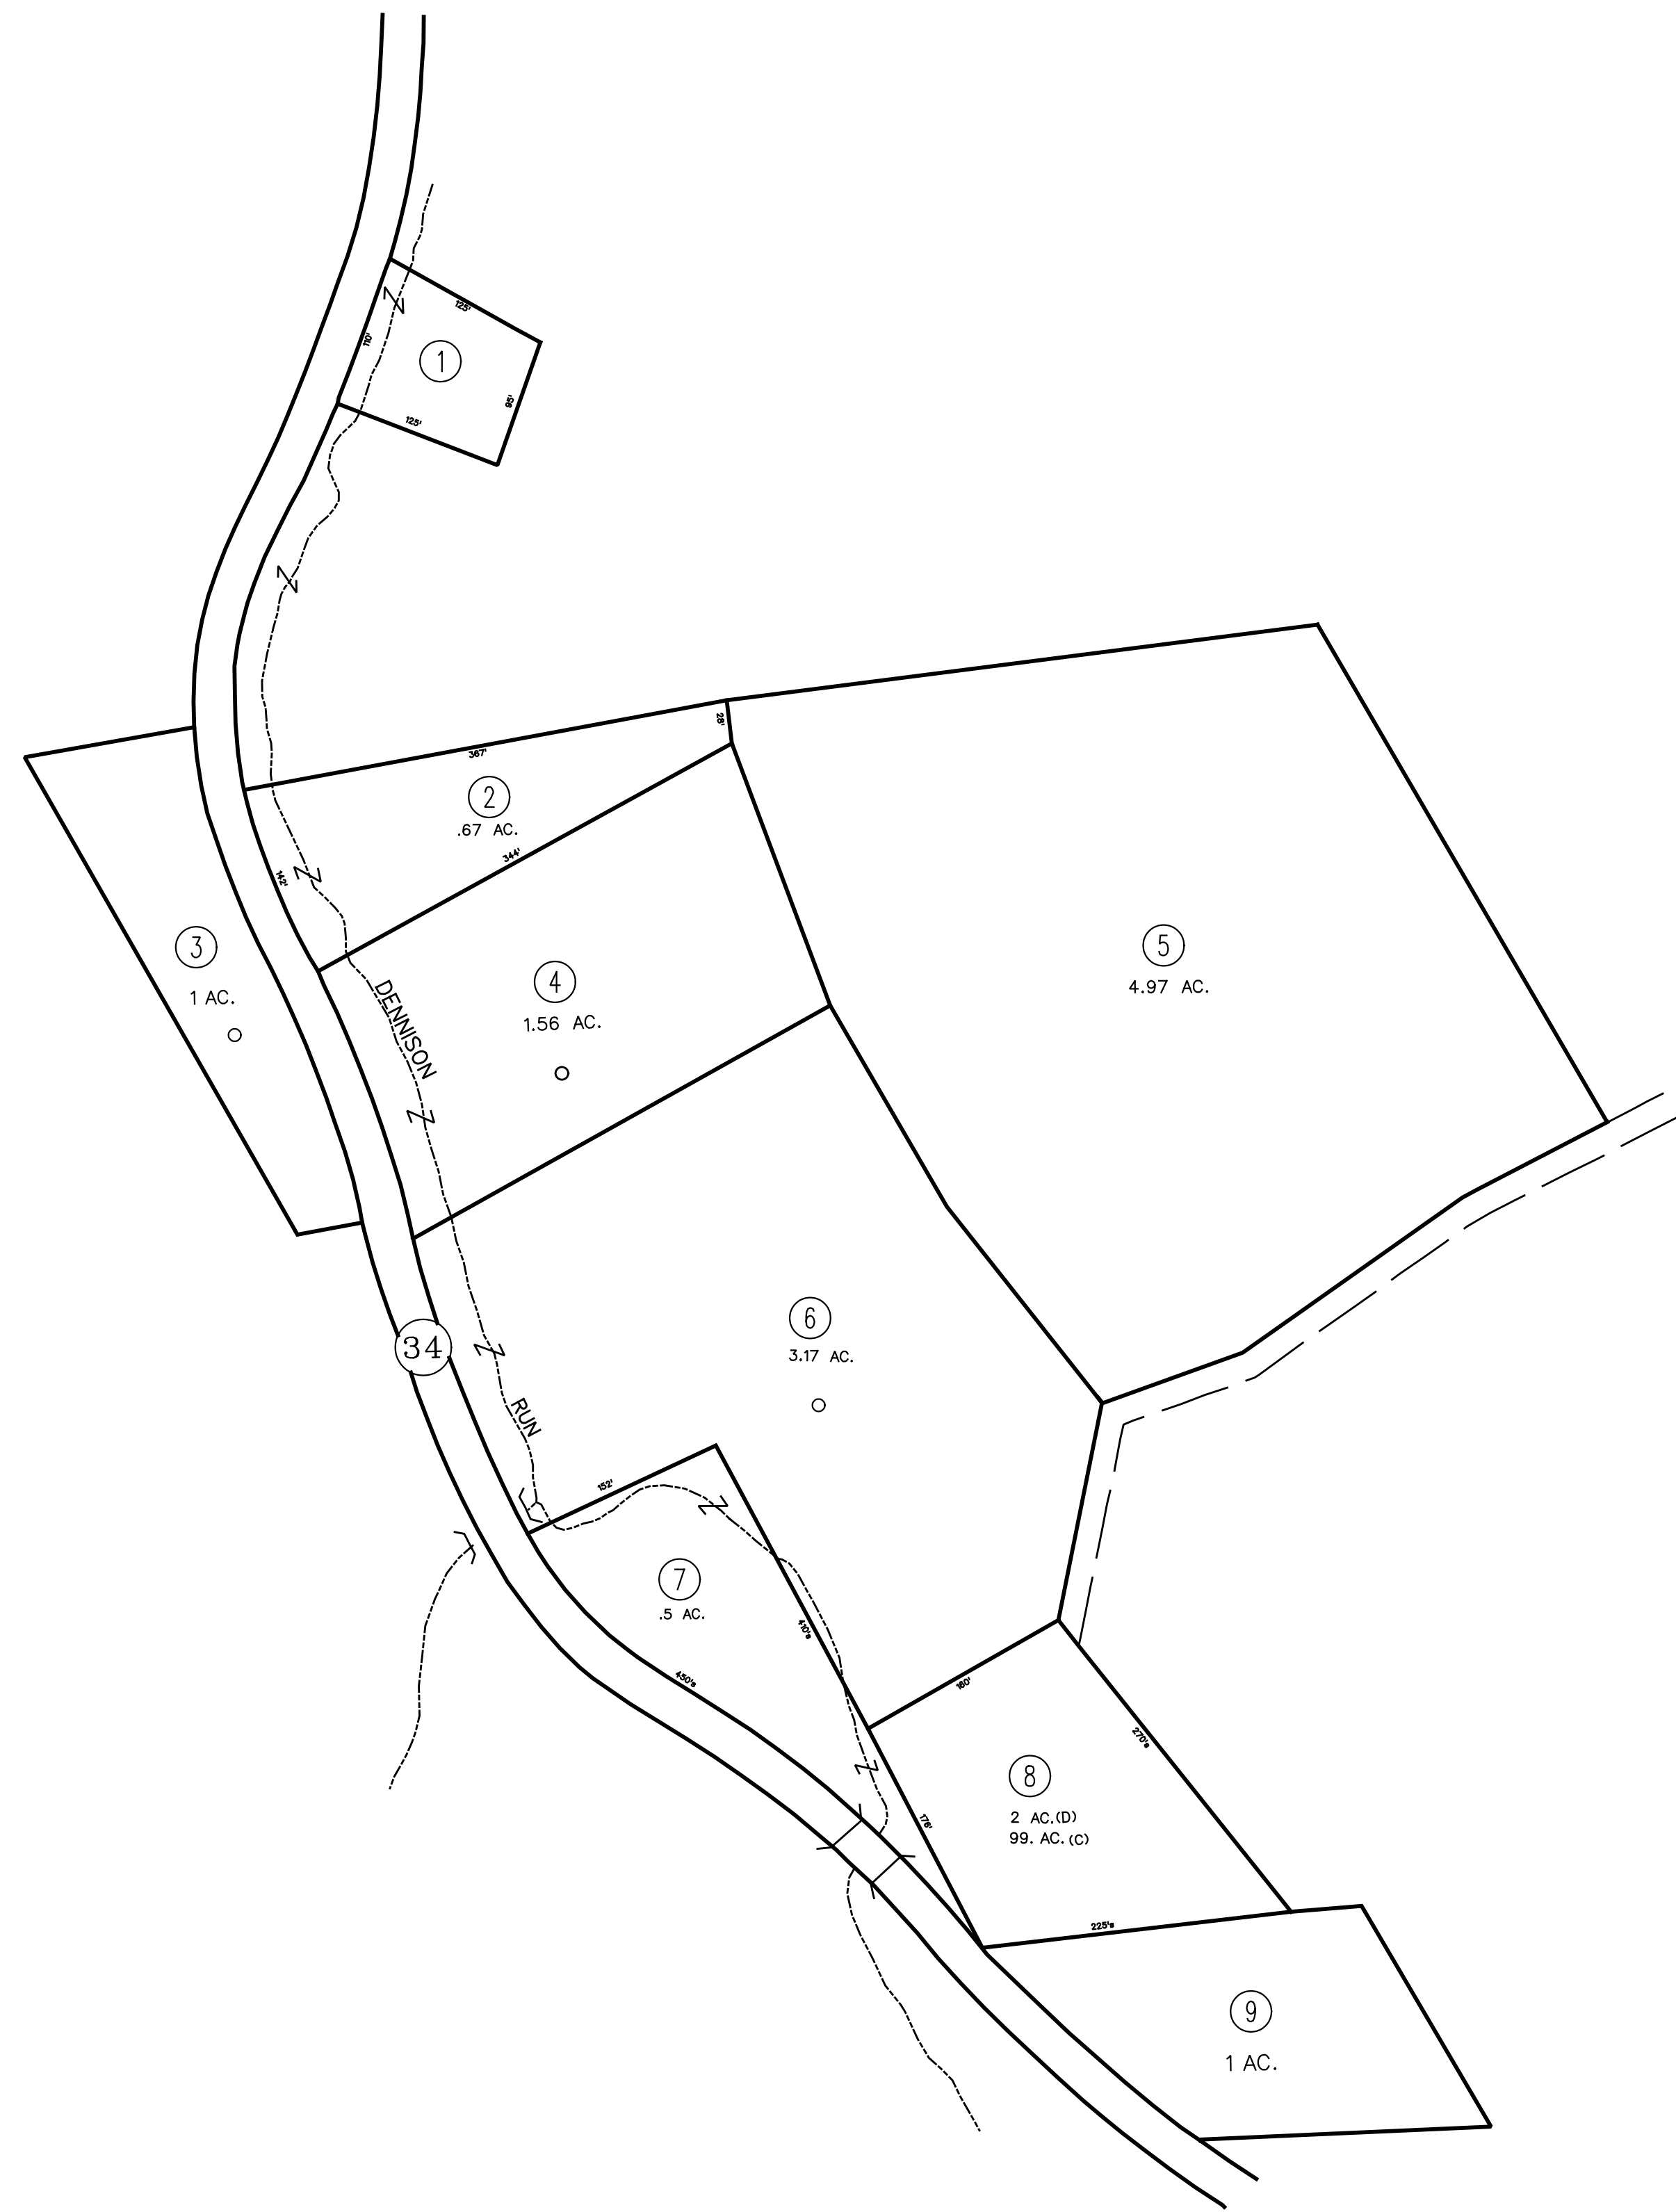 125'
110'
1
95'
125'
28'
367'
2
.67 AC.
344'
142'
3
1 AC.
4
1.56 AC.
5
4.97 AC.
DENNISON
6
3.17 AC.
34
RUN
152'
7
.5 AC.
410's
450's
160'
270's
8
2 AC.(D)
99. AC.(C)
176'
225's
9
1 AC.